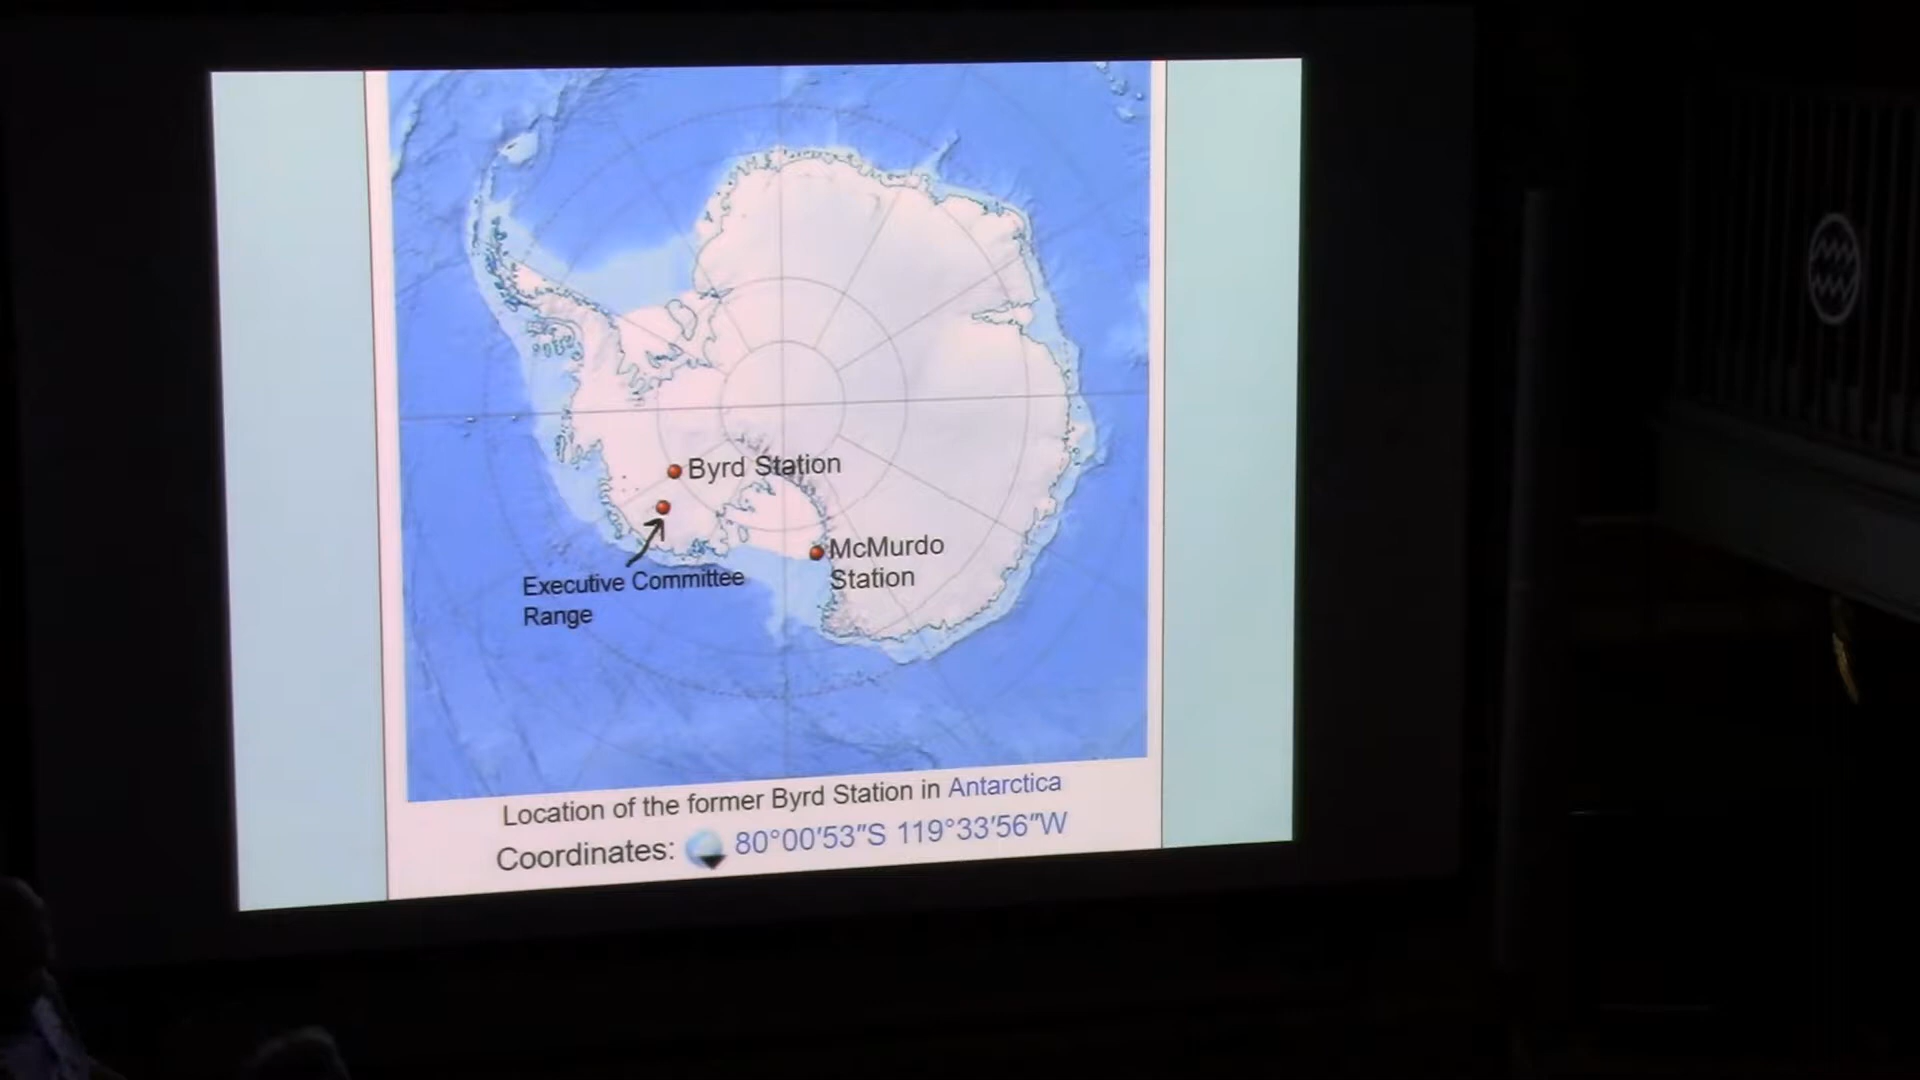 Byrd Station
McMurdo
Station
Executive Committee
Range
Location of the former Byrd Station in Antarctica
Coordinates: 80°00′53″S 119°33′56″W